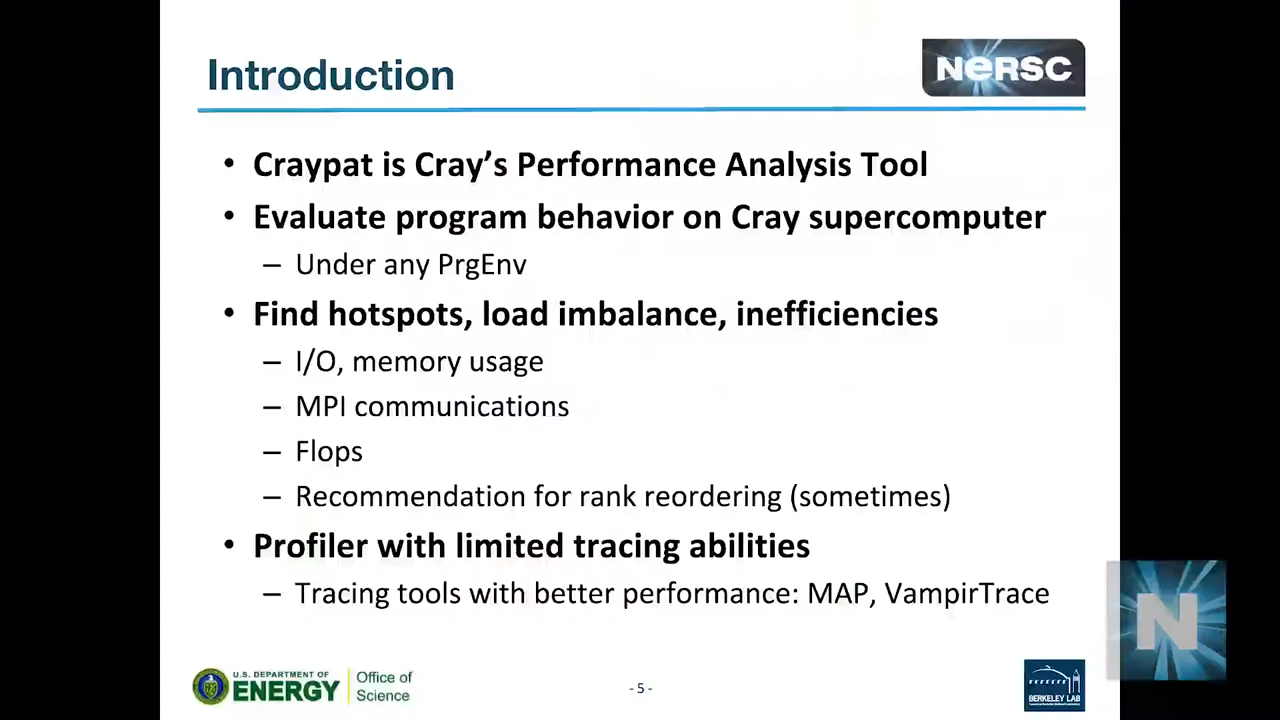 Introduction
NERSC
• Craypat is Cray's Performance Analysis Tool
• Evaluate program behavior on Cray supercomputer
– Under any PrgEnv
• Find hotspots, load imbalance, inefficiencies
– I/O, memory usage
– MPI communications
– Flops
– Recommendation for rank reordering (sometimes)
• Profiler with limited tracing abilities
– Tracing tools with better performance: MAP, VampirTrace
N
U.S. DEPARTMENT OF
ENERGY
Office of
Science
- 5 -
BERKELEY LAB